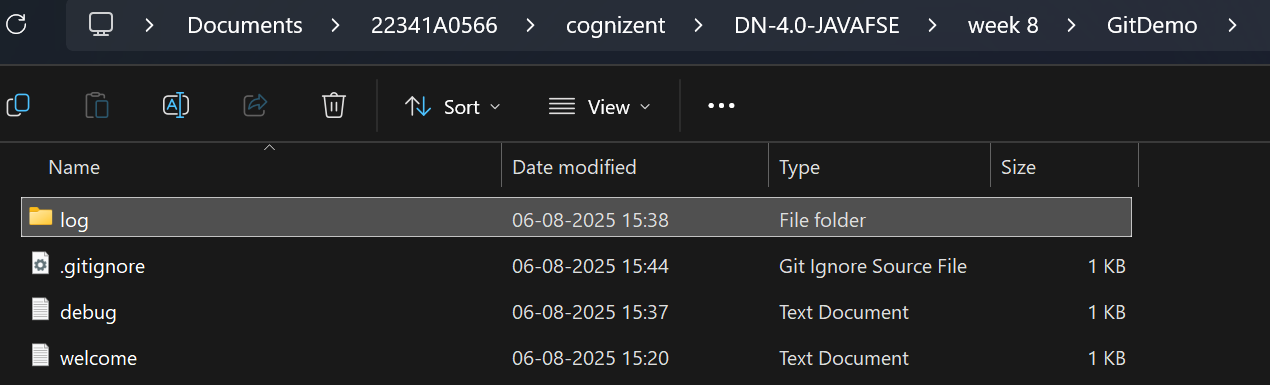 Documents > 22341A0566 > cognizent > DN-4.0-JAVAFSE > week 8 > GitDemo >
A Sort View
Name Date modified Type Size
log 06-08-2025 15:38 File folder
.gitignore 06-08-2025 15:44 Git Ignore Source File 1 KB
debug 06-08-2025 15:37 Text Document 1 KB
welcome 06-08-2025 15:20 Text Document 1 KB